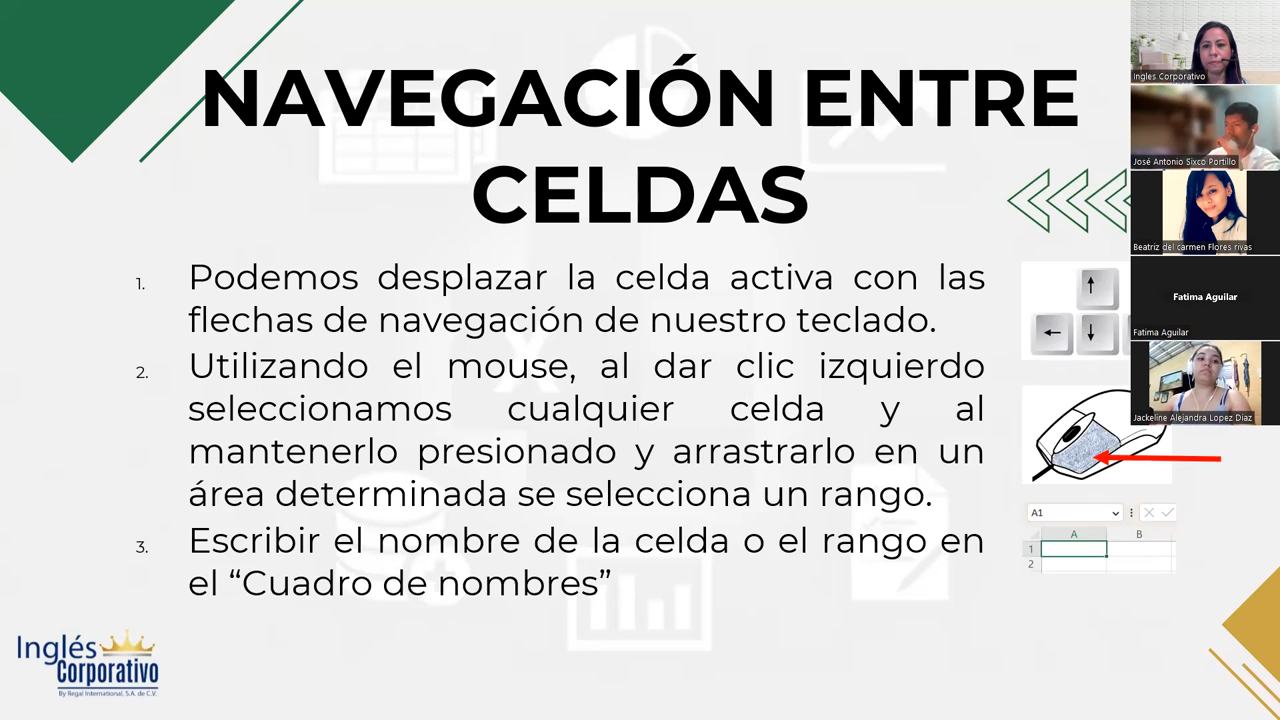 NAVEGACIÓN ENTRE
CELDAS
1. Podemos desplazar la celda activa con las
flechas de navegación de nuestro teclado.
2. Utilizando el mouse, al dar clic izquierdo
seleccionamos cualquier celda y al
mantenerlo presionado y arrastrarlo en un
área determinada se selecciona un rango.
3. Escribir el nombre de la celda o el rango en
el “Cuadro de nombres”
A1
A B
1
2
Inglés
Corporativo
By Regal International, S.A. de C.V.
Ingles Corporativo
José Antonio Sixco Portillo
Beatriz del carmen Flores rivas
Fatima Aguilar
Fatima Aguilar
Jackeline Alejandra Lopez Diaz